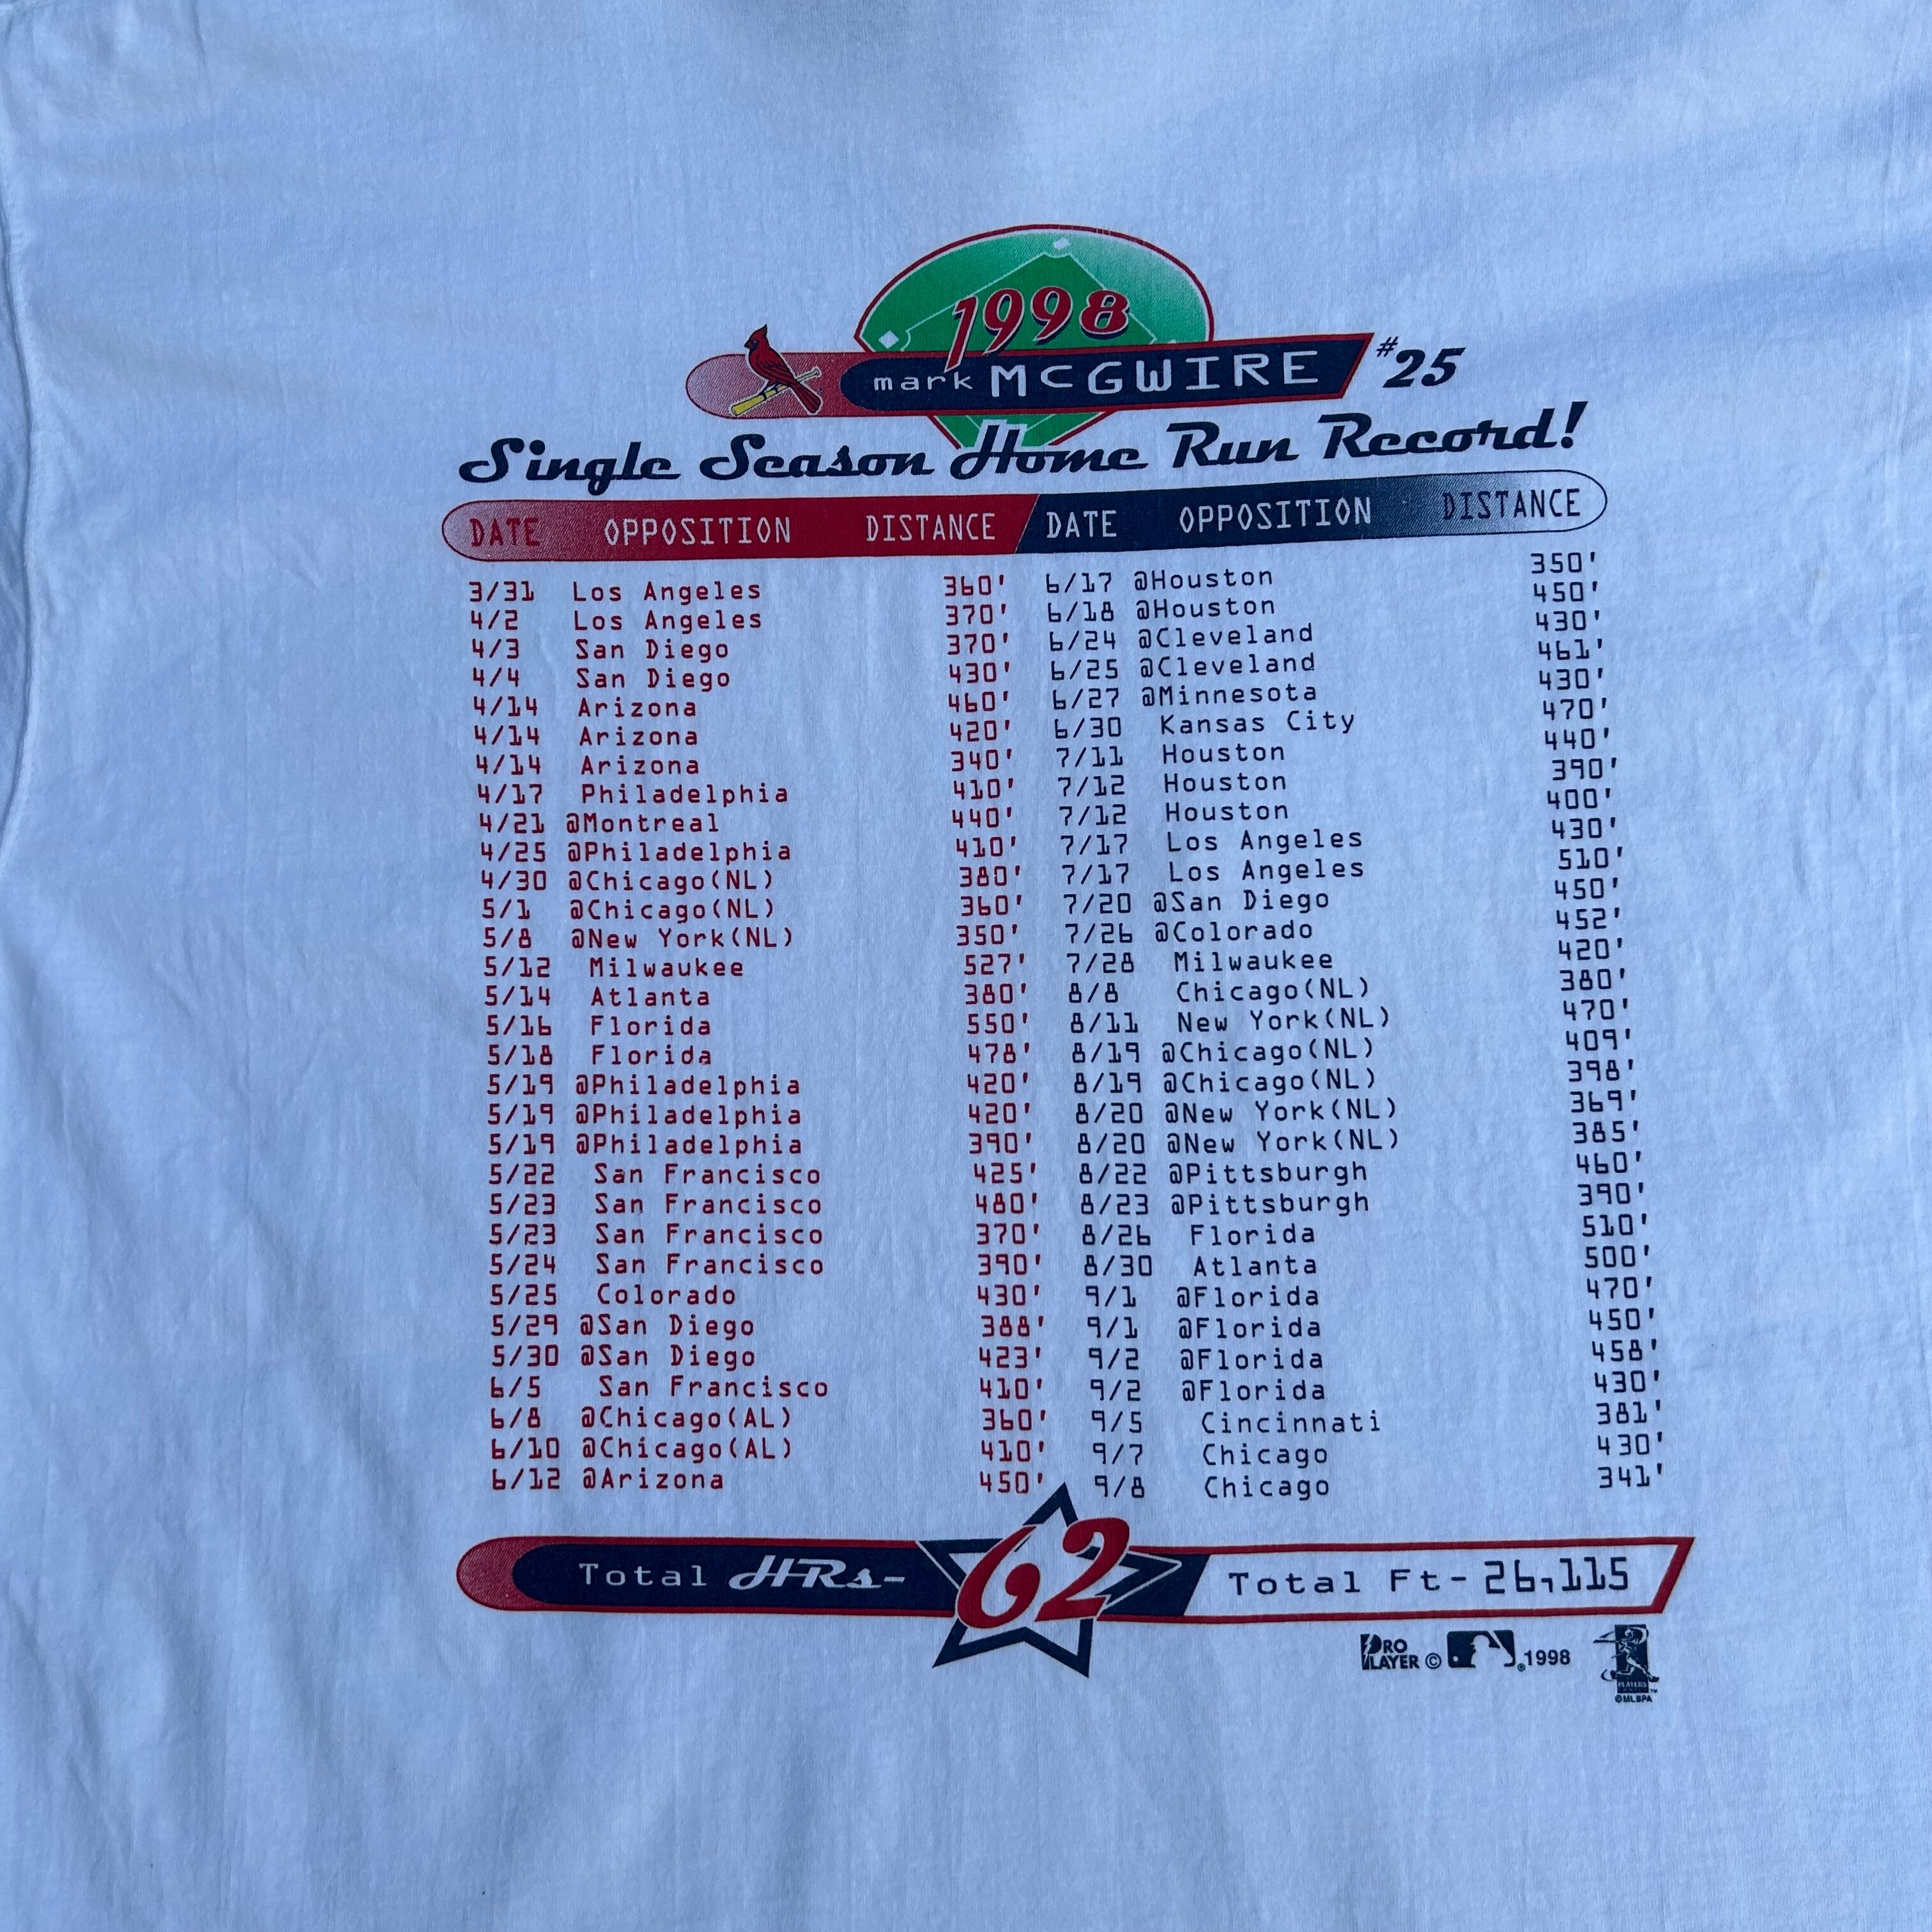 1998
mark McGWIRE #25
Single Season Home Run Record!
DATE OPPOSITION DISTANCE
3/31 Los Angeles 360'
4/2 Los Angeles 370'
4/3 San Diego 370'
4/4 San Diego 430'
4/14 Arizona 460'
4/14 Arizona 420'
4/14 Arizona 340'
4/17 Philadelphia 410'
4/21 @Montreal 440'
4/25 @Philadelphia 410'
4/30 @Chicago(NL) 380'
5/1 @Chicago(NL) 360'
5/8 @New York(NL) 350'
5/12 Milwaukee 527'
5/14 Atlanta 380'
5/16 Florida 550'
5/18 Florida 478'
5/19 @Philadelphia 420'
5/19 @Philadelphia 420'
5/19 @Philadelphia 390'
5/22 San Francisco 425'
5/23 San Francisco 480'
5/23 San Francisco 370'
5/24 San Francisco 390'
5/25 Colorado 430'
5/29 @San Diego 388'
5/30 @San Diego 423'
6/5 San Francisco 410'
6/8 @Chicago(AL) 360'
6/10 @Chicago(AL) 410'
6/12 @Arizona 450'
DATE OPPOSITION DISTANCE
6/17 @Houston 350'
6/18 @Houston 450'
6/24 @Cleveland 430'
6/25 @Cleveland 461'
6/27 @Minnesota 430'
6/30 Kansas City 470'
7/11 Houston 440'
7/12 Houston 390'
7/12 Houston 400'
7/17 Los Angeles 430'
7/17 Los Angeles 510'
7/20 @San Diego 450'
7/26 @Colorado 452'
7/28 Milwaukee 420'
8/8 Chicago(NL) 380'
8/11 New York(NL) 470'
8/19 @Chicago(NL) 409'
8/19 @Chicago(NL) 398'
8/20 @New York(NL) 369'
8/20 @New York(NL) 385'
8/22 @Pittsburgh 460'
8/23 @Pittsburgh 390'
8/26 Florida 510'
8/30 Atlanta 500'
9/1 @Florida 470'
9/1 @Florida 450'
9/2 @Florida 458'
9/2 @Florida 430'
9/5 Cincinnati 381'
9/7 Chicago 430'
9/8 Chicago 341'
Total HRs- 62 Total Ft- 26,115
PRO PLAYER © ® 1998
PLAYERS ™
©MLBPA